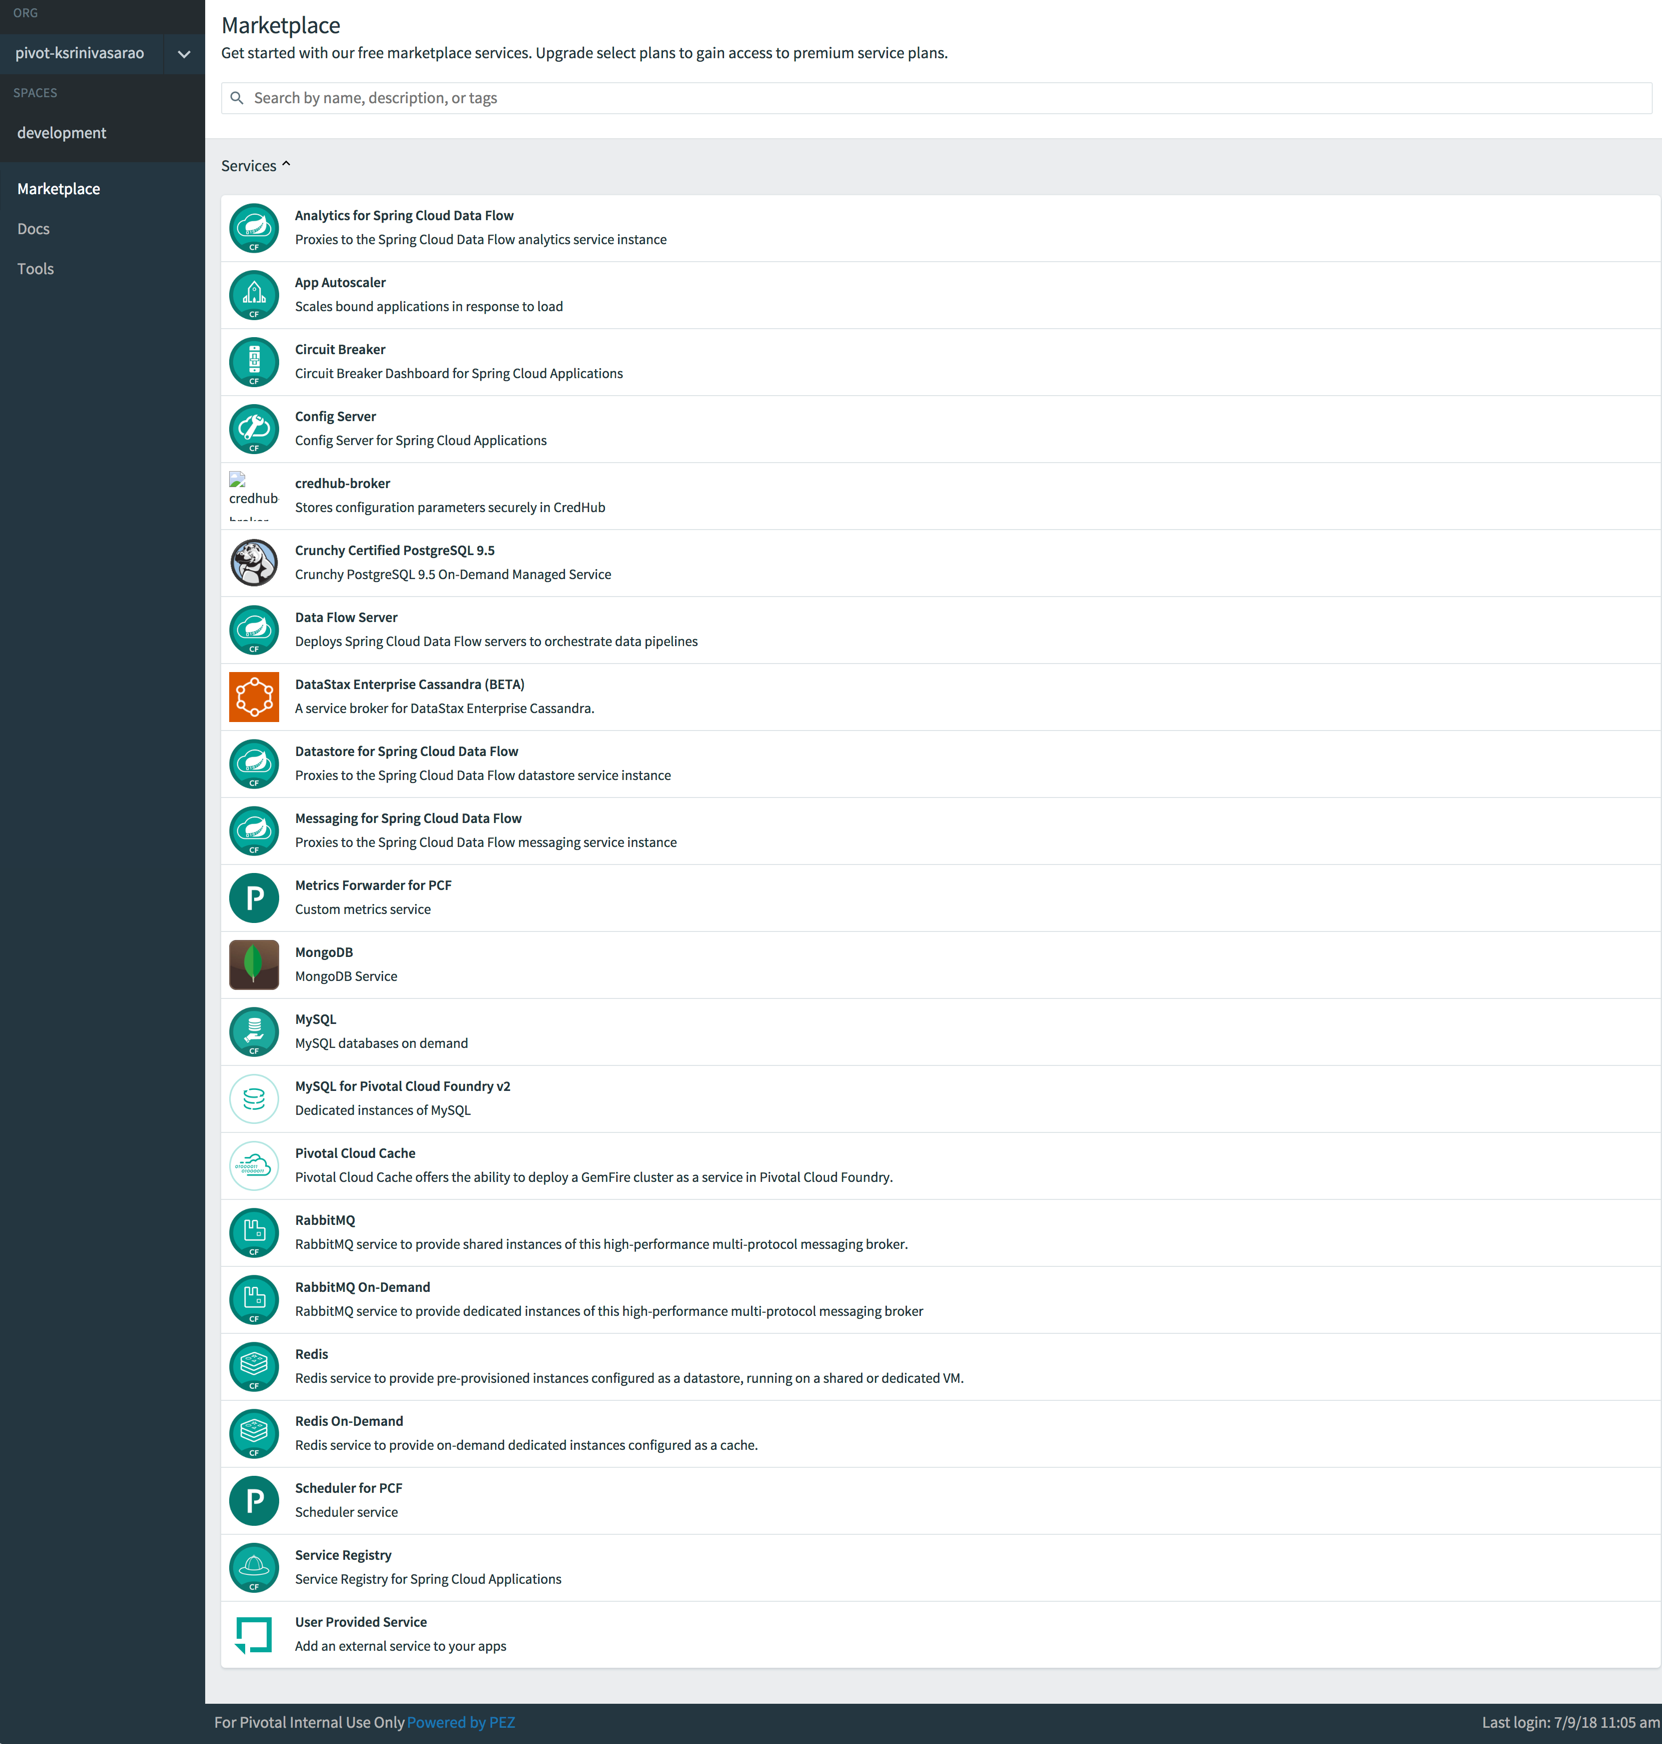 ORG
pivot-ksrinivasarao
SPACES
development
Marketplace
Docs
Tools
Marketplace
Get started with our free marketplace services. Upgrade select plans to gain access to premium service plans.
Search by name, description, or tags
Services
Analytics for Spring Cloud Data Flow
Proxies to the Spring Cloud Data Flow analytics service instance
CF
App Autoscaler
Scales bound applications in response to load
CF
Circuit Breaker
Circuit Breaker Dashboard for Spring Cloud Applications
CF
Config Server
Config Server for Spring Cloud Applications
CF
credhub-broker
credhub-
broker
Stores configuration parameters securely in CredHub
Crunchy Certified PostgreSQL 9.5
Crunchy PostgreSQL 9.5 On-Demand Managed Service
Data Flow Server
Deploys Spring Cloud Data Flow servers to orchestrate data pipelines
CF
DataStax Enterprise Cassandra (BETA)
A service broker for DataStax Enterprise Cassandra.
Datastore for Spring Cloud Data Flow
Proxies to the Spring Cloud Data Flow datastore service instance
CF
Messaging for Spring Cloud Data Flow
Proxies to the Spring Cloud Data Flow messaging service instance
CF
P
Metrics Forwarder for PCF
Custom metrics service
MongoDB
MongoDB Service
MySQL
MySQL databases on demand
CF
MySQL for Pivotal Cloud Foundry v2
Dedicated instances of MySQL
Pivotal Cloud Cache
Pivotal Cloud Cache offers the ability to deploy a GemFire cluster as a service in Pivotal Cloud Foundry.
RabbitMQ
RabbitMQ service to provide shared instances of this high-performance multi-protocol messaging broker.
CF
RabbitMQ On-Demand
RabbitMQ service to provide dedicated instances of this high-performance multi-protocol messaging broker
CF
Redis
Redis service to provide pre-provisioned instances configured as a datastore, running on a shared or dedicated VM.
CF
Redis On-Demand
Redis service to provide on-demand dedicated instances configured as a cache.
CF
P
Scheduler for PCF
Scheduler service
Service Registry
Service Registry for Spring Cloud Applications
CF
User Provided Service
Add an external service to your apps
For Pivotal Internal Use Only Powered by PEZ
Last login: 7/9/18 11:05 am